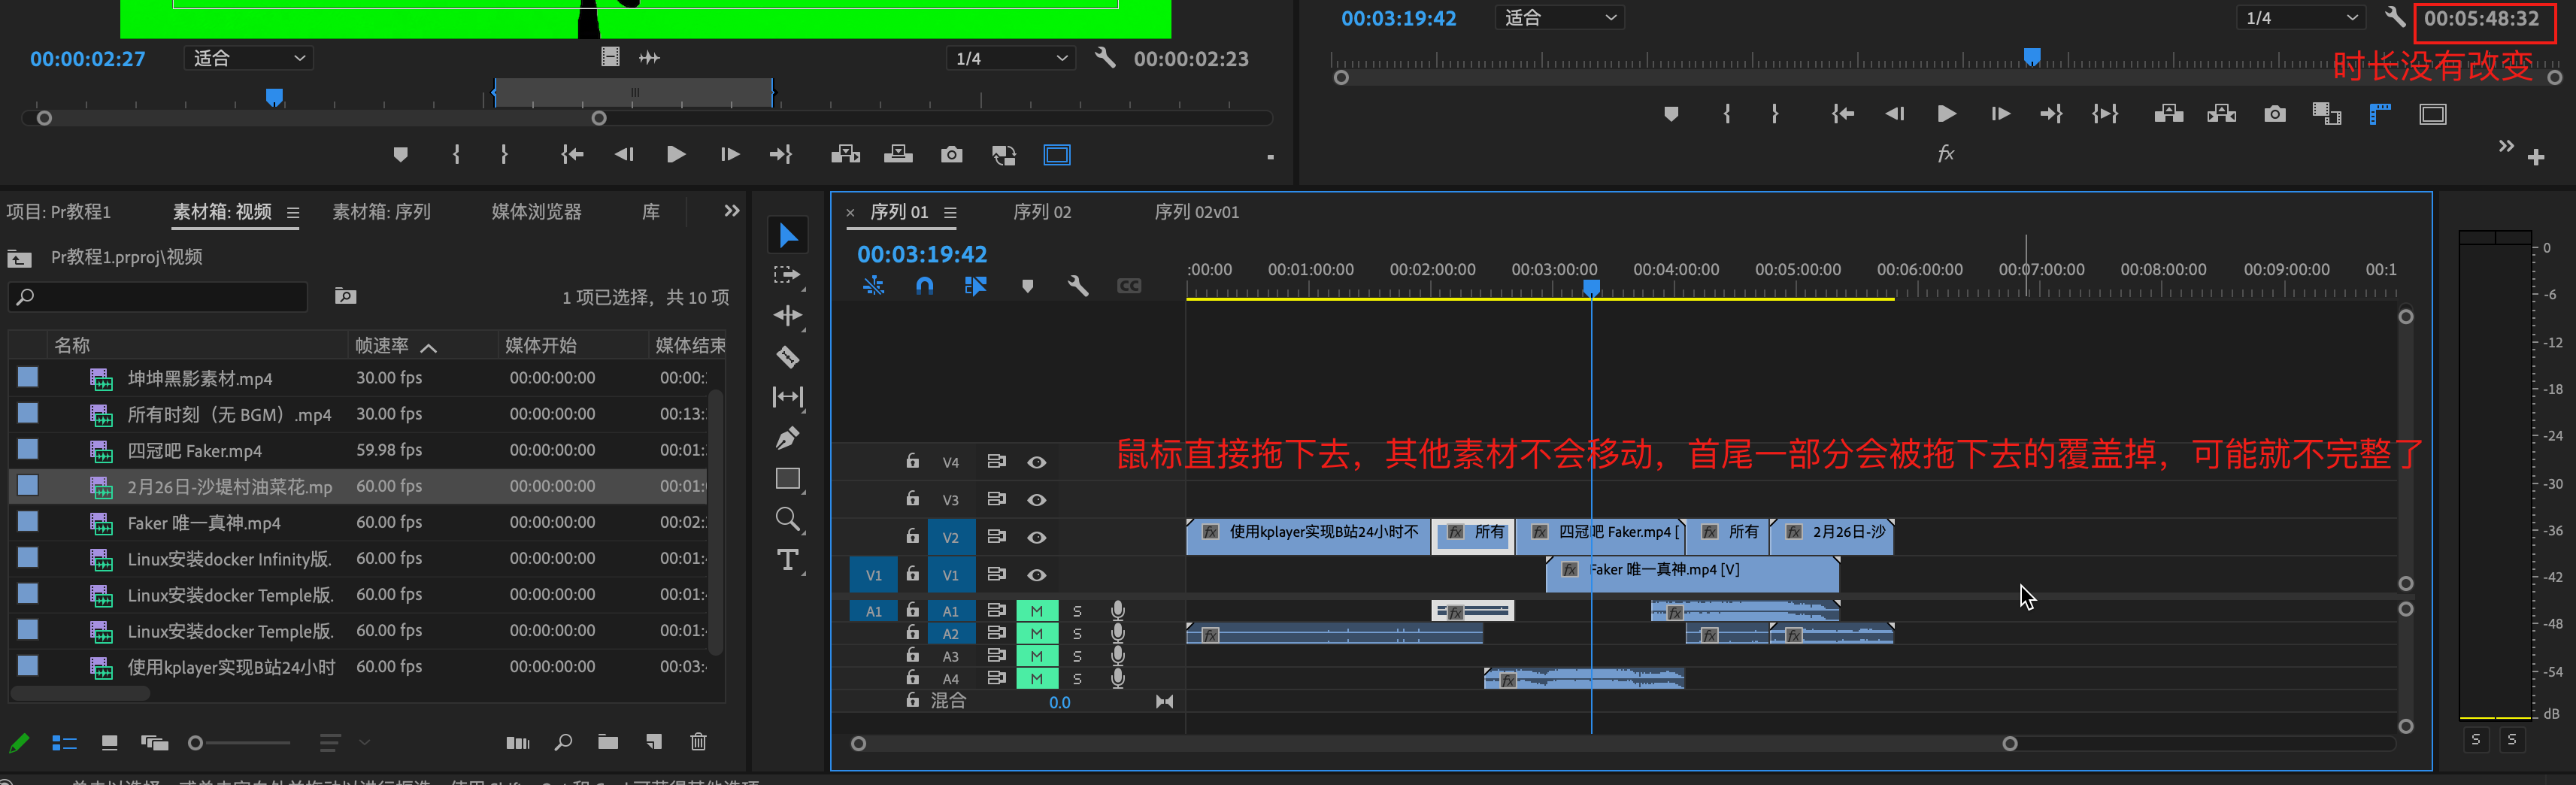 00:00:02:27
适合
1/4
00:00:02:23
00:03:19:42
适合
1/4
00:05:48:32
时长没有改变
fx
项目: Pr教程1
素材箱: 视频
素材箱: 序列
媒体浏览器
库
Pr教程1.prproj\视频
1 项已选择，共 10 项
名称
帧速率
媒体开始
媒体结束
坤坤黑影素材.mp4
30.00 fps
00:00:00:00
00:00:
所有时刻（无 BGM）.mp4
30.00 fps
00:00:00:00
00:13:
四冠吧 Faker.mp4
59.98 fps
00:00:00:00
00:01:
2月26日-沙堤村油菜花.mp
60.00 fps
00:00:00:00
00:01:
Faker 唯一真神.mp4
60.00 fps
00:00:00:00
00:02:
Linux安装docker Infinity版.
60.00 fps
00:00:00:00
00:01:
Linux安装docker Temple版.
60.00 fps
00:00:00:00
00:01:
Linux安装docker Temple版.
60.00 fps
00:00:00:00
00:01:
使用kplayer实现B站24小时
60.00 fps
00:00:00:00
00:03:
× 序列 01
序列 02
序列 02v01
00:03:19:42
:00:00
00:01:00:00
00:02:00:00
00:03:00:00
00:04:00:00
00:05:00:00
00:06:00:00
00:07:00:00
00:08:00:00
00:09:00:00
00:1
CC
鼠标直接拖下去，其他素材不会移动，首尾一部分会被拖下去的覆盖掉，可能就不完整了
V4
V3
V2
fx 使用kplayer实现B站24小时不
fx 所有
fx 四冠吧 Faker.mp4 [
fx 所有
fx 2月26日-沙
V1
V1
fx Faker 唯一真神.mp4 [V]
A1
A1
M
S
fx
fx
A2
M
S
fx
fx
fx
A3
M
S
A4
M
S
fx
混合
0.0
T
0
-6
-12
-18
-24
-30
-36
-42
-48
-54
dB
S
S